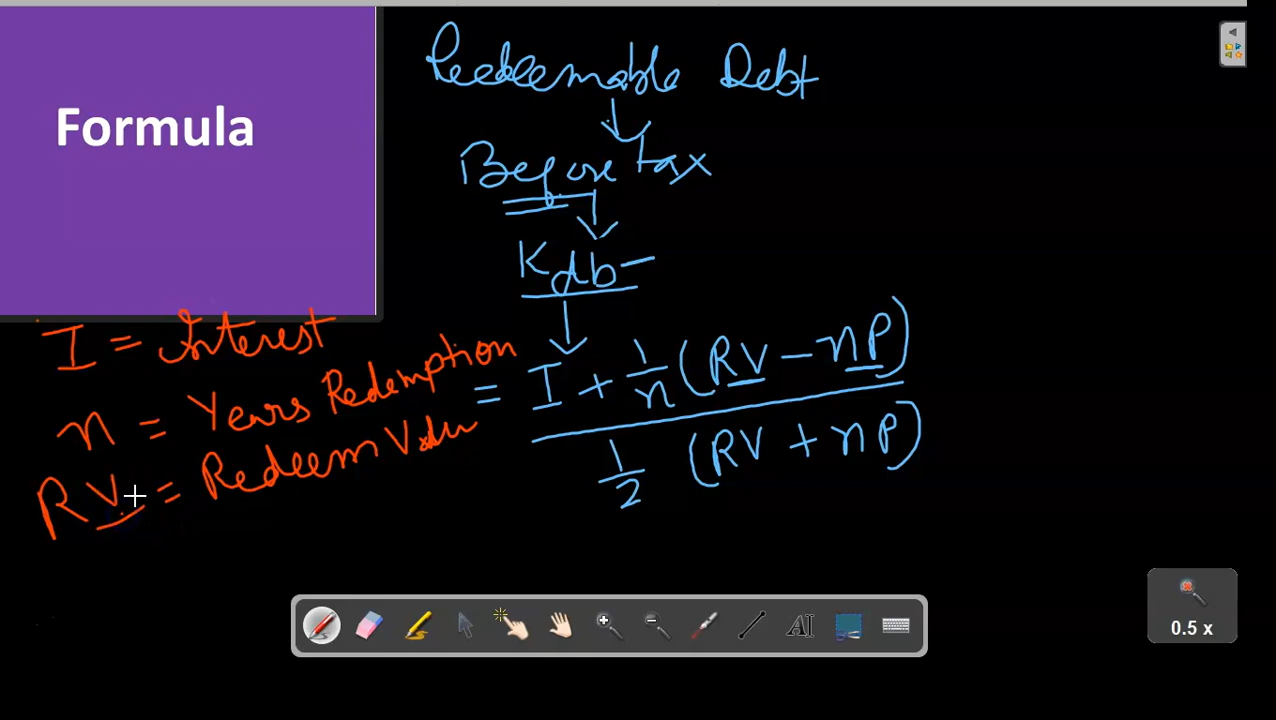 Formula
Redeemable Debt
Before tax
Kdb-
= I + 1/n (RV - nP)
1/2 (RV + nP)
I = Interest
n = Years Redemption
RV = Redeem Value
0.5 x